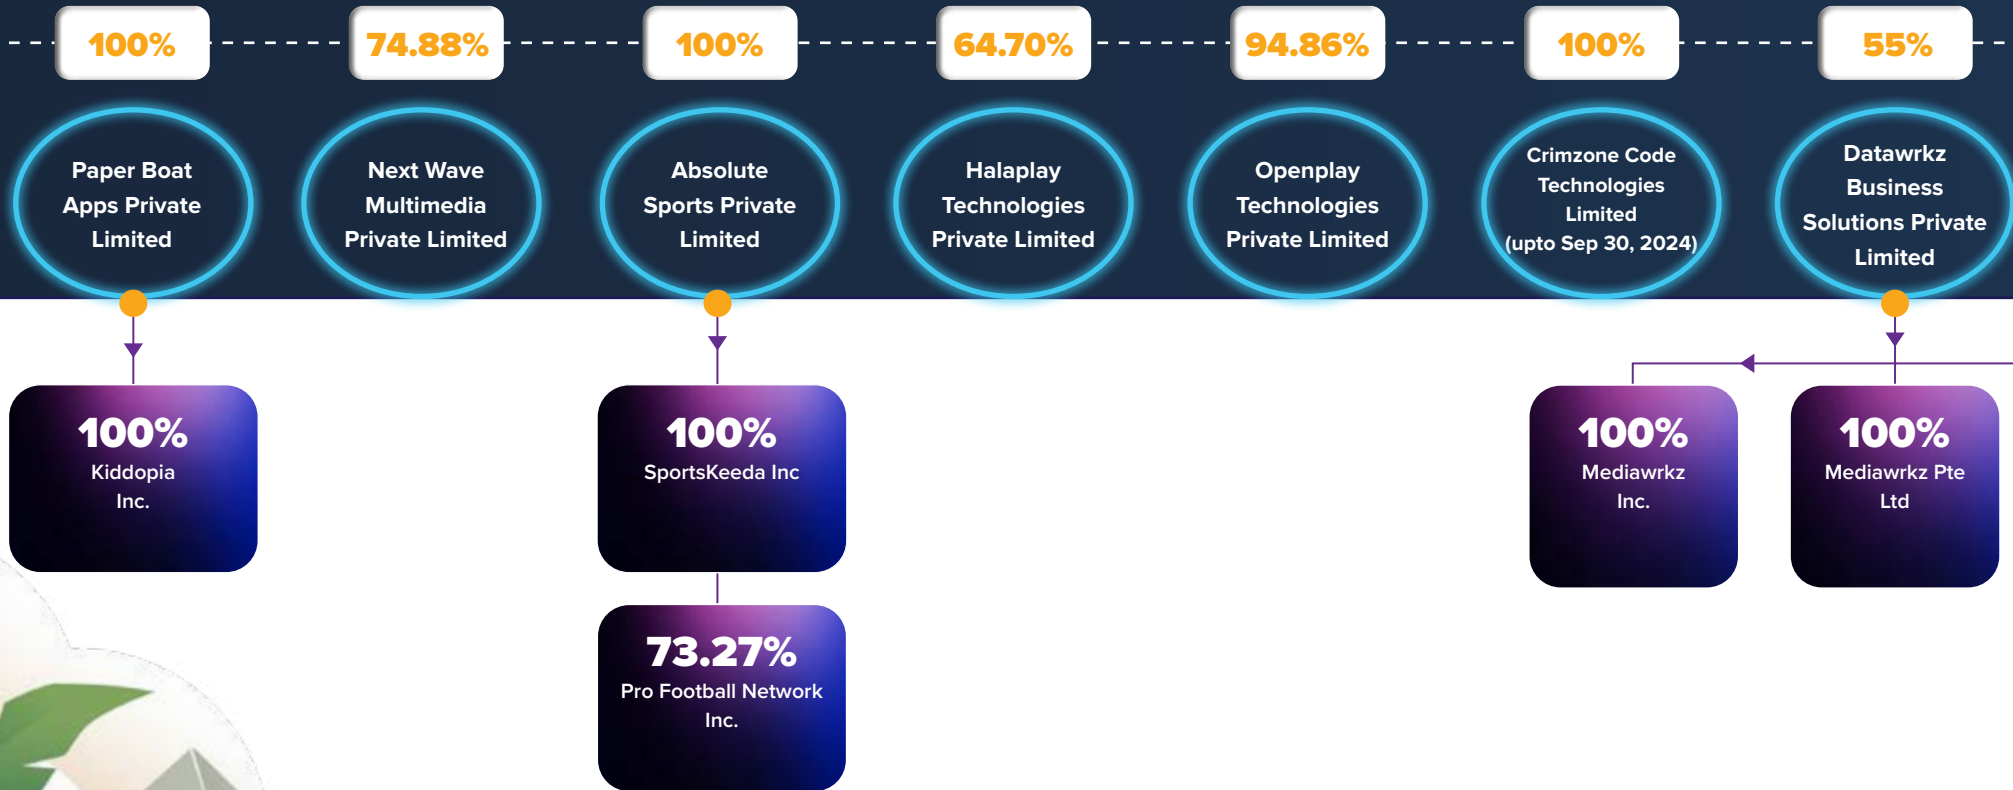 100%
74.88%
100%
64.70%
94.86%
100%
55%
Paper Boat
Apps Private
Limited
Next Wave
Multimedia
Private Limited
Absolute
Sports Private
Limited
Halaplay
Technologies
Private Limited
Openplay
Technologies
Private Limited
Crimzone Code
Technologies
Limited
(upto Sep 30, 2024)
Datawrkz
Business
Solutions Private
Limited
100%
Kiddopia
Inc.
100%
SportsKeeda Inc
100%
Mediawrkz
Inc.
100%
Mediawrkz Pte
Ltd
73.27%
Pro Football Network
Inc.